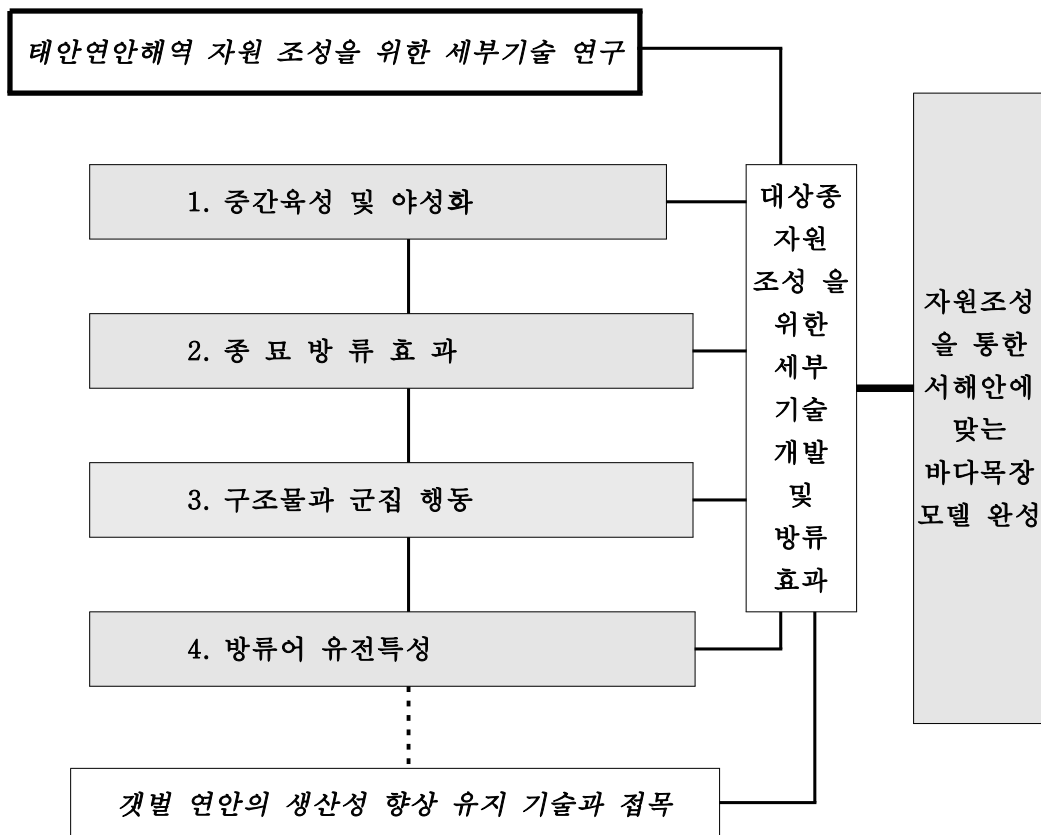 태안연안해역 자원 조성을 위한 세부기술 연구
1. 중간육성 및 야성화
2. 종 묘 방 류 효 과
3. 구조물과 군집 행동
4. 방류어 유전특성
갯벌 연안의 생산성 향상 유지 기술과 접목
대상종
자원
조성 을
위한
세부
기술
개발
및
방류
효과
자원조성
을 통한
서해안에
맞는
바다목장
모델 완성